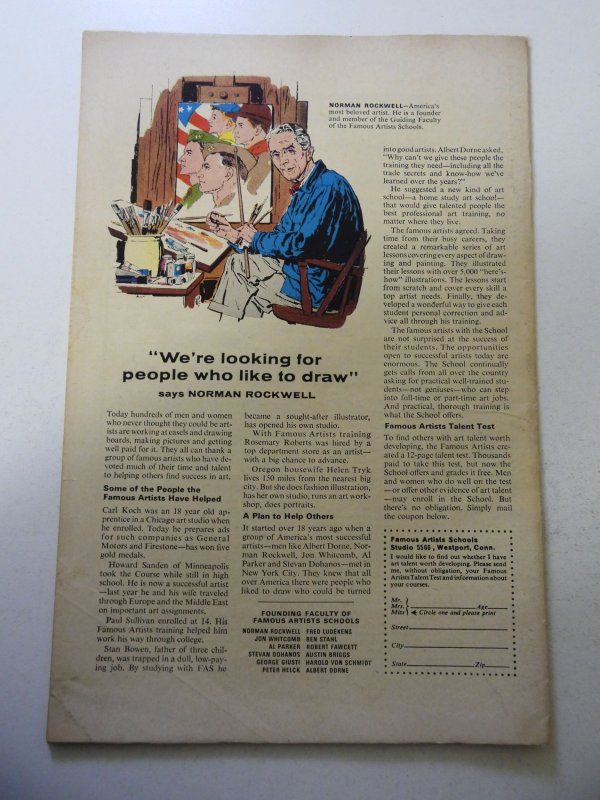 NORMAN ROCKWELL—America's
most beloved artist. He is a founder
and member of the Guiding Faculty
of the Famous Artists Schools.
"We're looking for
people who like to draw"
says NORMAN ROCKWELL
Today hundreds of men and women
who never thought they could be art-
ists are working at easels and drawing
boards, making pictures and getting
well paid for it. They all can thank a
group of famous artists who have de-
voted much of their time and talent
to helping others find success in art.
Some of the People the
Famous Artists Have Helped
Carl Koch was an 18 year old ap-
prentice in a Chicago art studio when
he enrolled. Today he prepares ads
for such companies as General
Motors and Firestone—has won five
gold medals.
Howard Sanden of Minneapolis
took the Course while still in high
school. He is now a successful artist
—last year he and his wife traveled
through Europe and the Middle East
on important art assignments.
Paul Sullivan enrolled at 14. His
Famous Artists training helped him
work his way through college.
Stan Bowen, father of three chil-
dren, was trapped in a dull, low-pay-
ing job. By studying with FAS he
became a sought-after illustrator,
has opened his own studio.
With Famous Artists training
Rosemary Roberts was hired by a
top department store as an artist—
with a big chance to advance.
Oregon housewife Helen Tryk
lives 150 miles from the nearest big
city. But she does fashion illustration,
has her own studio, runs an art work-
shop, does portraits.
A Plan to Help Others
It started over 18 years ago when a
group of America's most successful
artists—men like Albert Dorne, Nor-
man Rockwell, Jon Whitcomb, Al
Parker and Stevan Dohanos—met in
New York City. They knew that all
over America there were people who
liked to draw who could be turned
into good artists. Albert Dorne asked,
"Why can't we give these people the
training they need—including all the
trade secrets and know-how we've
learned over the years?"
He suggested a new kind of art
school—a home study art school—
that would give talented people the
best professional art training, no
matter where they live.
The famous artists agreed. Taking
time from their busy careers, they
created a remarkable series of art
lessons covering every aspect of draw-
ing and painting. They illustrated
their lessons with over 5,000 "here's-
how" illustrations. The lessons start
from scratch and cover every skill a
top artist needs. Finally, they de-
veloped a wonderful way to give each
student personal correction and ad-
vice all through his training.
The famous artists with the School
are not surprised at the success of
their students. The opportunities
open to successful artists today are
enormous. The School continually
gets calls from all over the country
asking for practical well-trained stu-
dents—not geniuses—who can step
into full-time or part-time art jobs.
And practical, thorough training is
what the School offers.
Famous Artists Talent Test
To find others with art talent worth
developing, the Famous Artists cre-
ated a 12-page talent test. Thousands
paid to take this test, but now the
School offers and grades it free. Men
and women who do well on the test
—or offer other evidence of art talent
—may enroll in the School. But
there's no obligation. Simply mail
the coupon below.
FOUNDING FACULTY OF
FAMOUS ARTISTS SCHOOLS
NORMAN ROCKWELL FRED LUDEKENS
JON WHITCOMB BEN STAHL
AL PARKER ROBERT FAWCETT
STEVAN DOHANOS AUSTIN BRIGGS
GEORGE GIUSTI HAROLD VON SCHMIDT
PETER HELCK ALBERT DORNE
Famous Artists Schools
Studio 5566, Westport, Conn.
I would like to find out whether I have
art talent worth developing. Please send
me, without obligation, your Famous
Artists Talent Test and information about
your courses.
Mr.
Mrs. Age
Miss Circle one and please print
Street
City
State Zip